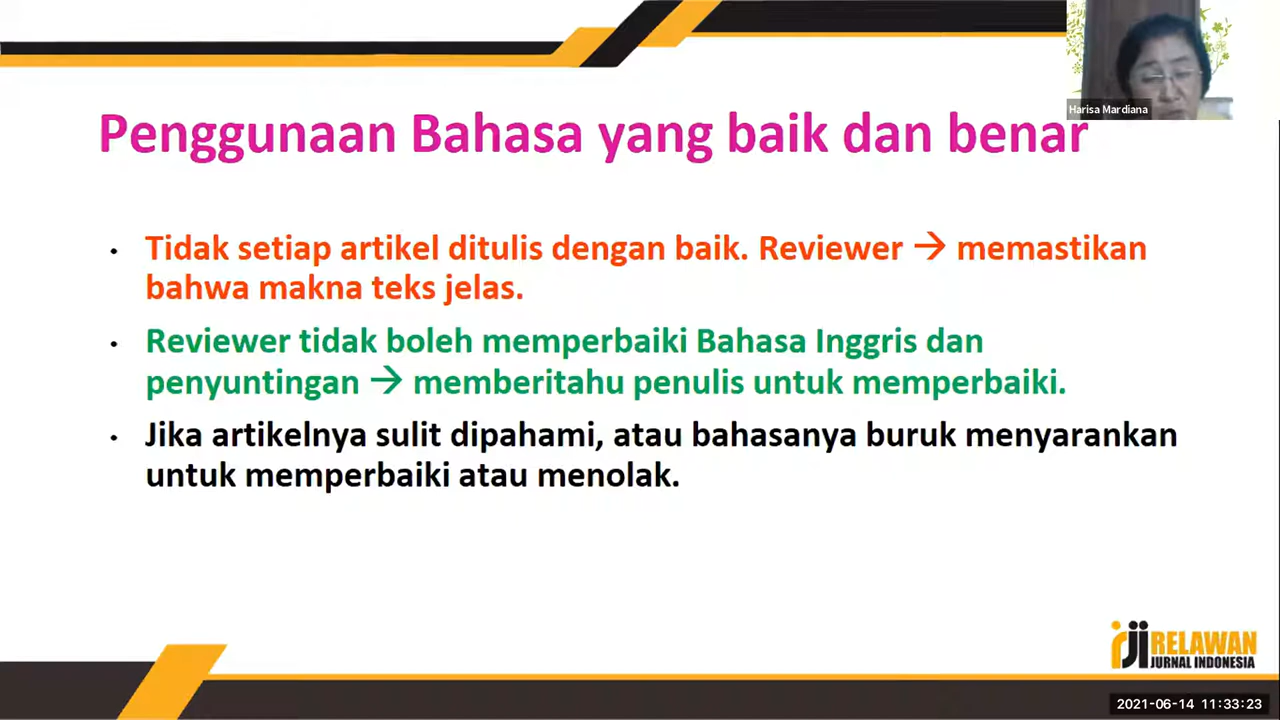 Harisa Mardiana
Penggunaan Bahasa yang baik dan benar
• Tidak setiap artikel ditulis dengan baik. Reviewer → memastikan
bahwa makna teks jelas.
• Reviewer tidak boleh memperbaiki Bahasa Inggris dan
penyuntingan → memberitahu penulis untuk memperbaiki.
• Jika artikelnya sulit dipahami, atau bahasanya buruk menyarankan
untuk memperbaiki atau menolak.
rji RELAWAN
JURNAL INDONESIA
2021-06-14 11:33:23